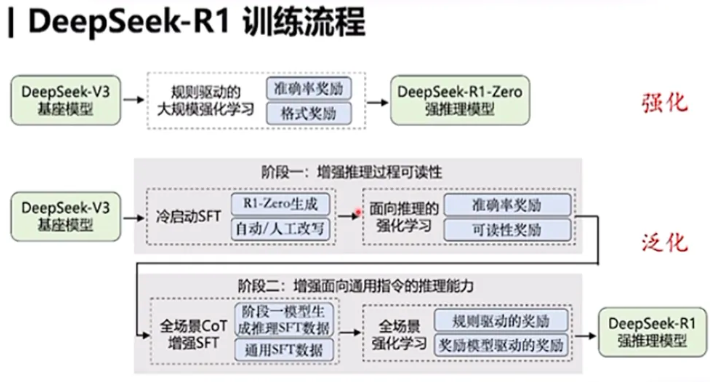 DeepSeek-R1 训练流程
DeepSeek-V3
基座模型
规则驱动的
大规模强化学习
准确率奖励
格式奖励
DeepSeek-R1-Zero
强推理模型
强化
阶段一：增强推理过程可读性
DeepSeek-V3
基座模型
冷启动SFT
R1-Zero生成
自动/人工改写
面向推理的
强化学习
准确率奖励
可读性奖励
泛化
阶段二：增强面向通用指令的推理能力
全场景CoT
增强SFT
阶段一模型生
成推理SFT数据
通用SFT数据
全场景
强化学习
规则驱动的奖励
奖励模型驱动的奖励
DeepSeek-R1
强推理模型